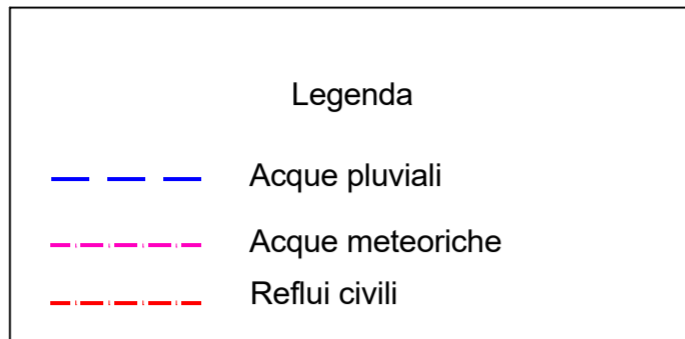 Legenda
Acque pluviali
Acque meteoriche
Reflui civili